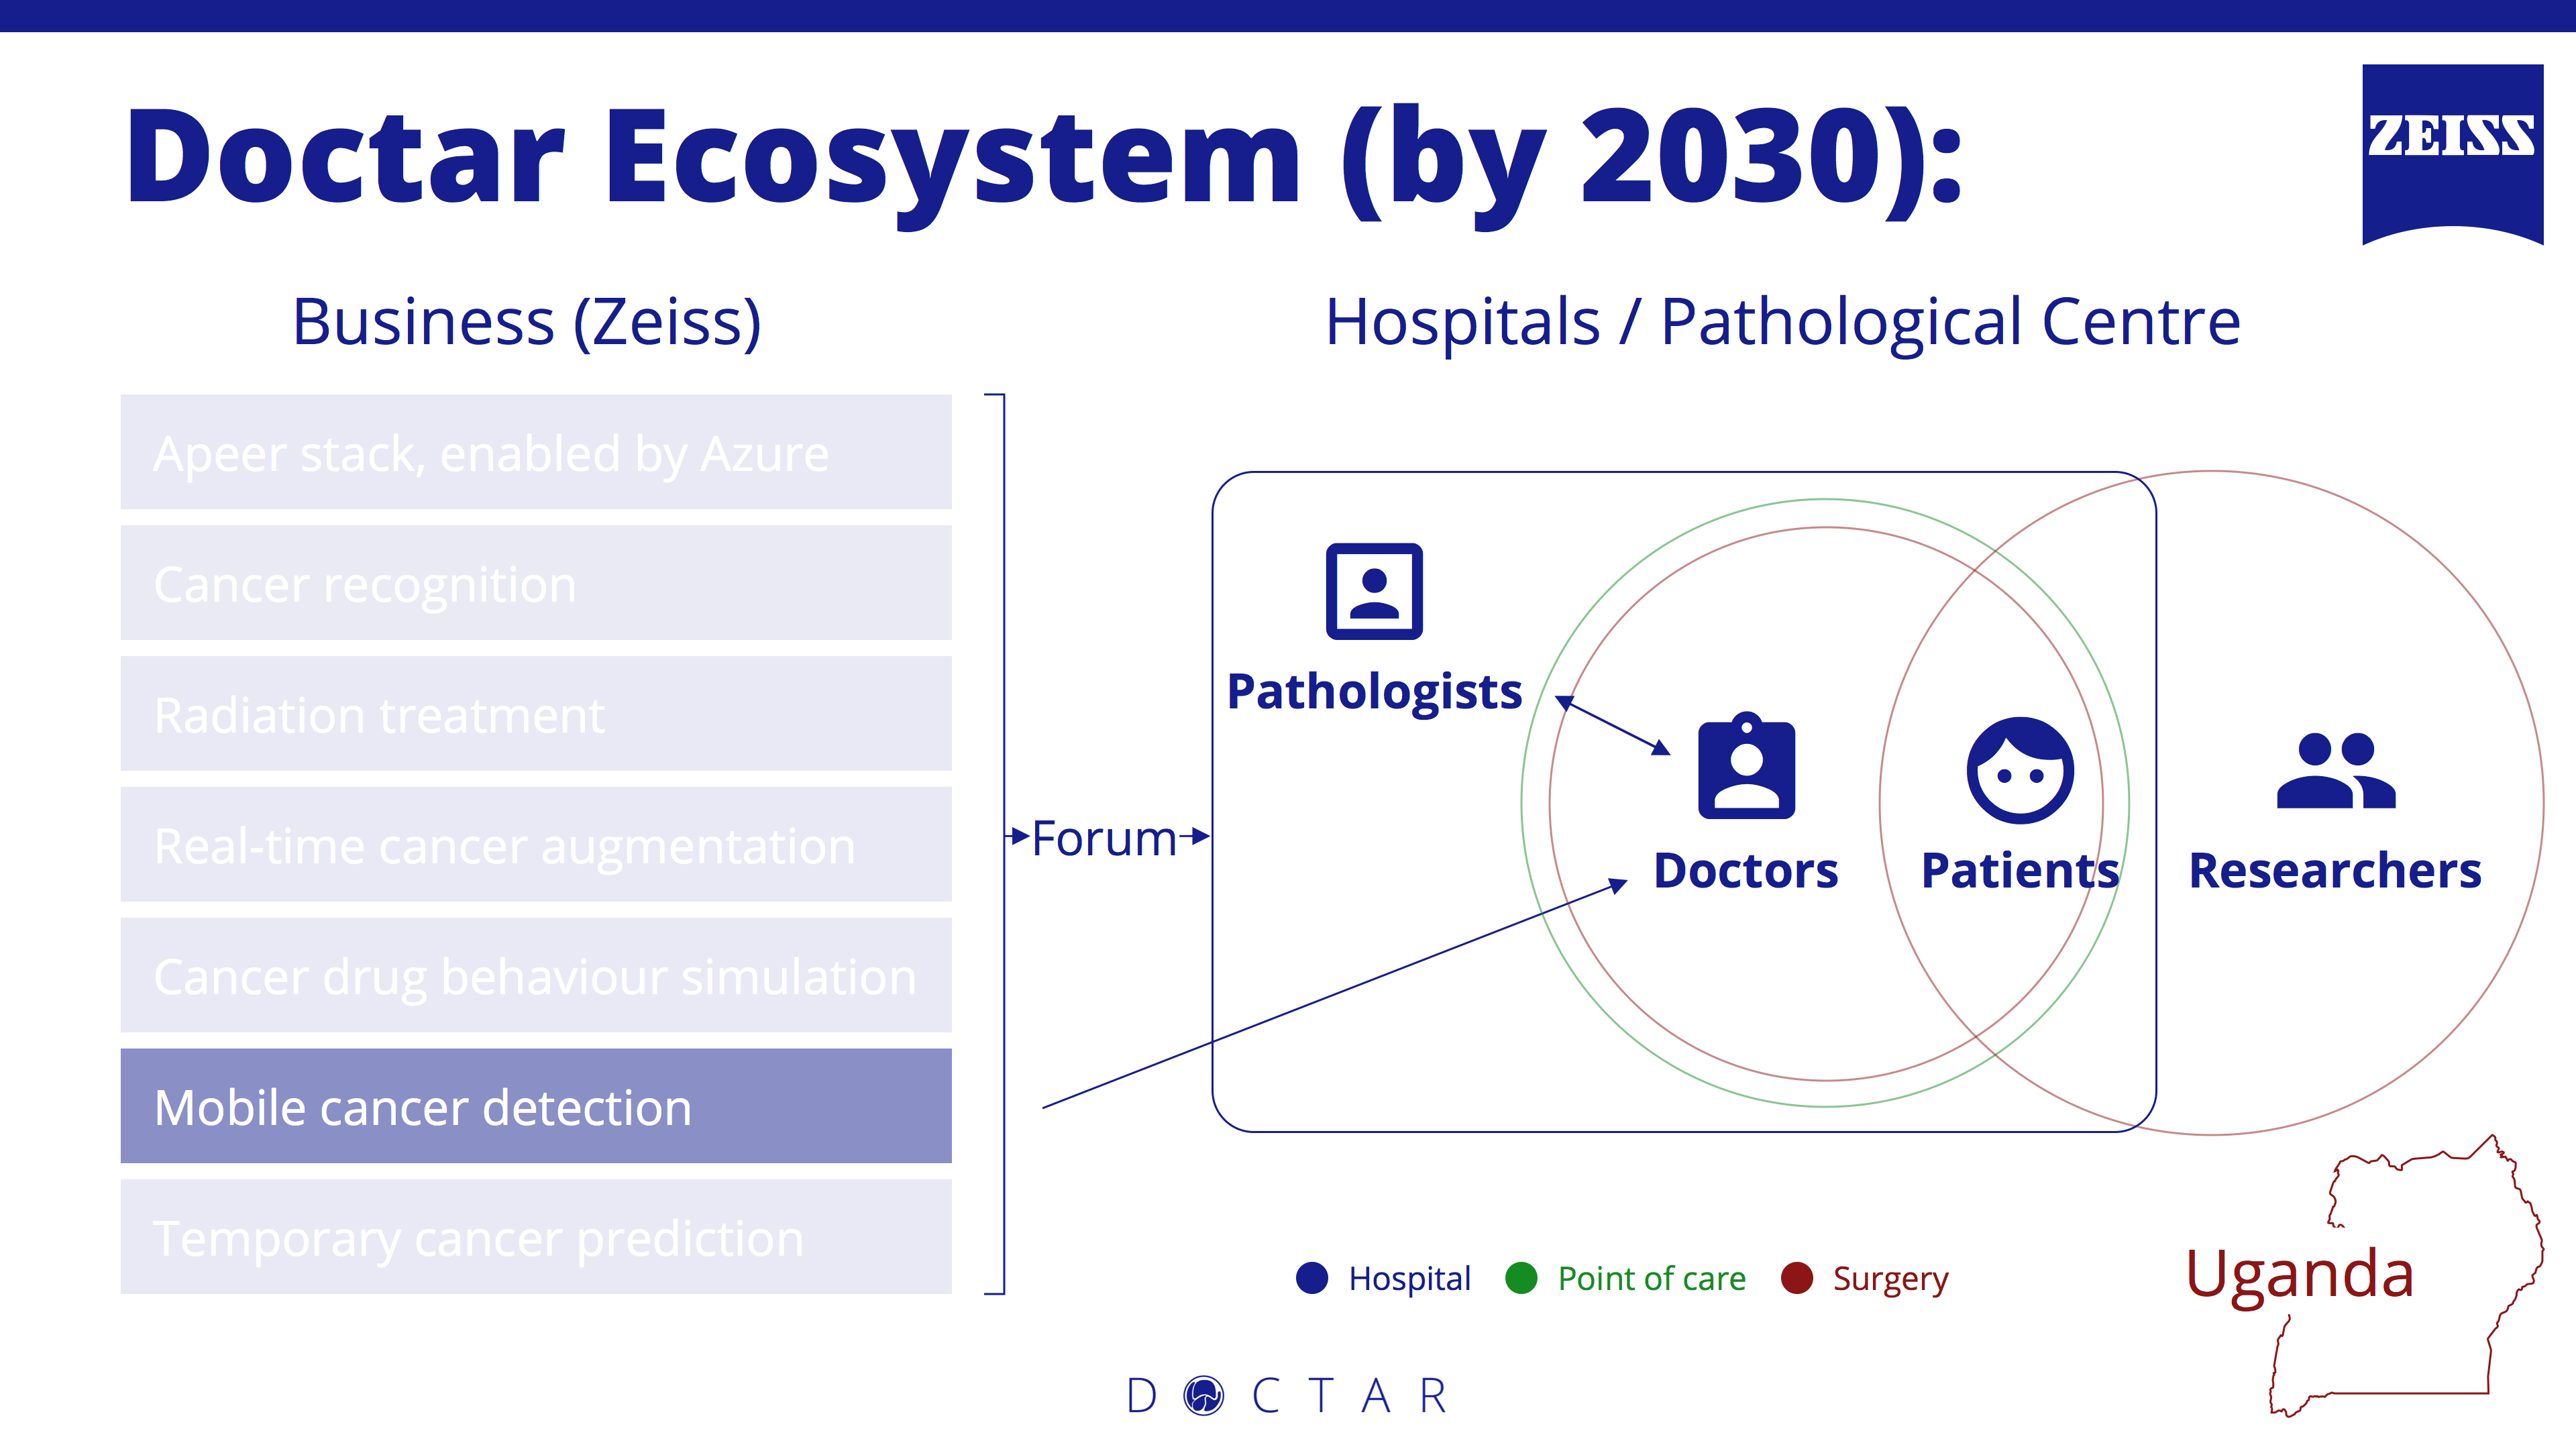 Doctar Ecosystem (by 2030):
ZEISS
Business (Zeiss)
Hospitals / Pathological Centre
Apeer stack, enabled by Azure
Cancer recognition
Radiation treatment
Real-time cancer augmentation
Cancer drug behaviour simulation
Mobile cancer detection
Temporary cancer prediction
Forum
Pathologists
Doctors
Patients
Researchers
Hospital
Point of care
Surgery
Uganda
DOCTAR